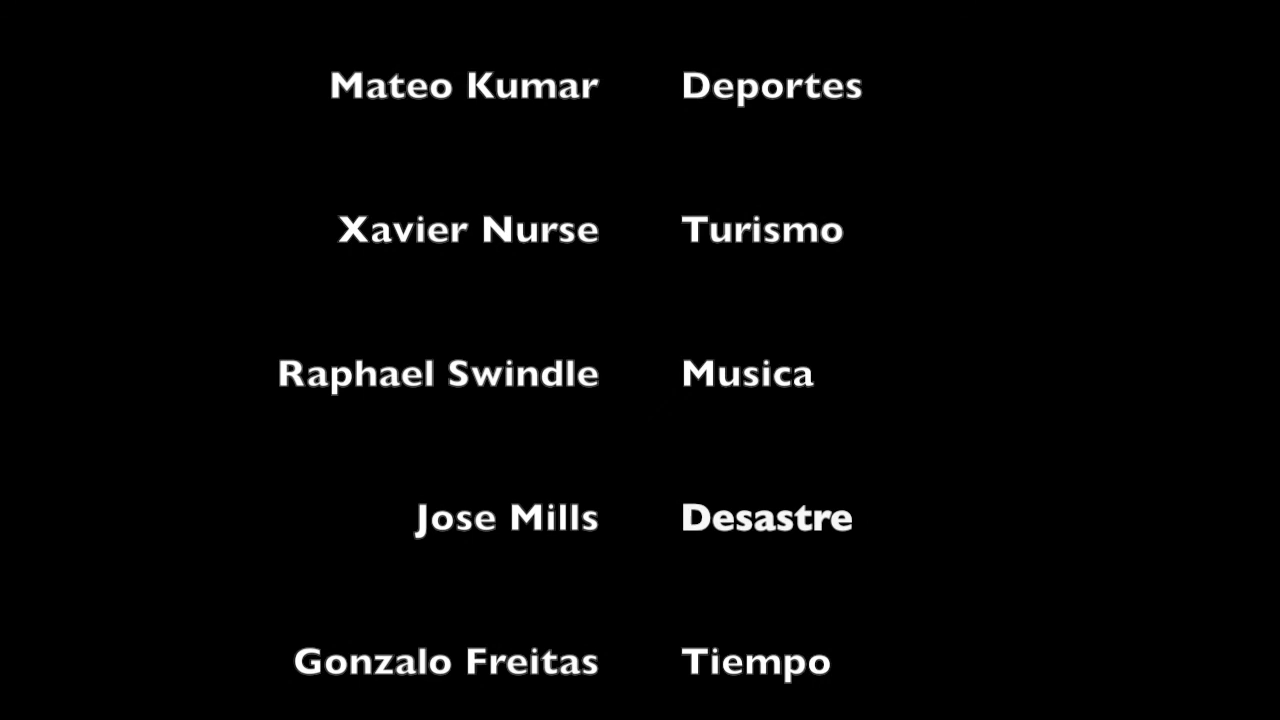 Mateo Kumar Deportes
Xavier Nurse Turismo
Raphael Swindle Musica
Jose Mills Desastre
Gonzalo Freitas Tiempo